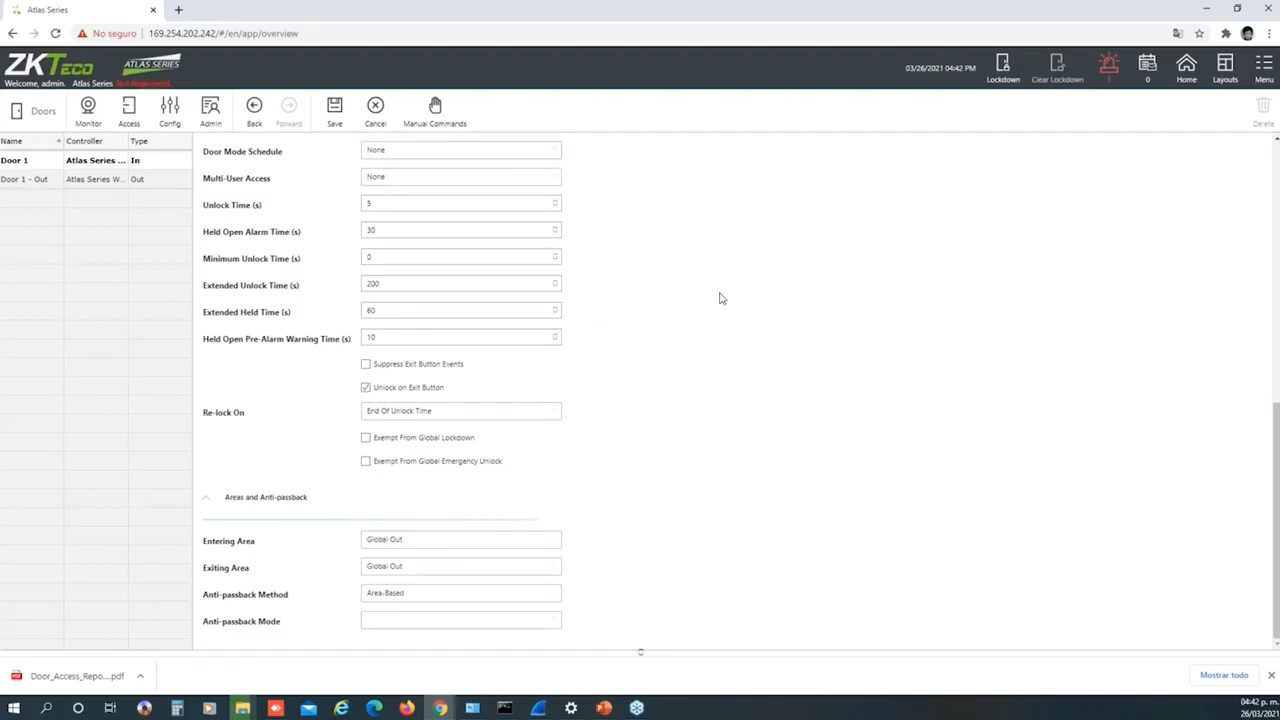 Atlas Series
No seguro
169.254.202.242/#/en/app/overview
ZKTeco
ATLAS SERIES
Welcome, admin. Atlas Series Not Registered
03/26/2021 04:42 PM
Lockdown
Clear Lockdown
1
0
Home
Layouts
Menu
Doors
Monitor
Access
Config
Admin
Back
Forward
Save
Cancel
Manual Commands
Delete
Name Controller Type
Door 1 Atlas Series ... In
Door 1 - Out Atlas Series W... Out
Door Mode Schedule None
Multi-User Access None
Unlock Time (s) 5
Held Open Alarm Time (s) 30
Minimum Unlock Time (s) 0
Extended Unlock Time (s) 200
Extended Held Time (s) 60
Held Open Pre-Alarm Warning Time (s) 10
Suppress Exit Button Events
Unlock on Exit Button
Re-lock On End Of Unlock Time
Exempt From Global Lockdown
Exempt From Global Emergency Unlock
Areas and Anti-passback
Entering Area Global Out
Exiting Area Global Out
Anti-passback Method Area-Based
Anti-passback Mode
Door_Access_Repo....pdf
Mostrar todo
04:42 p. m.
26/03/2021